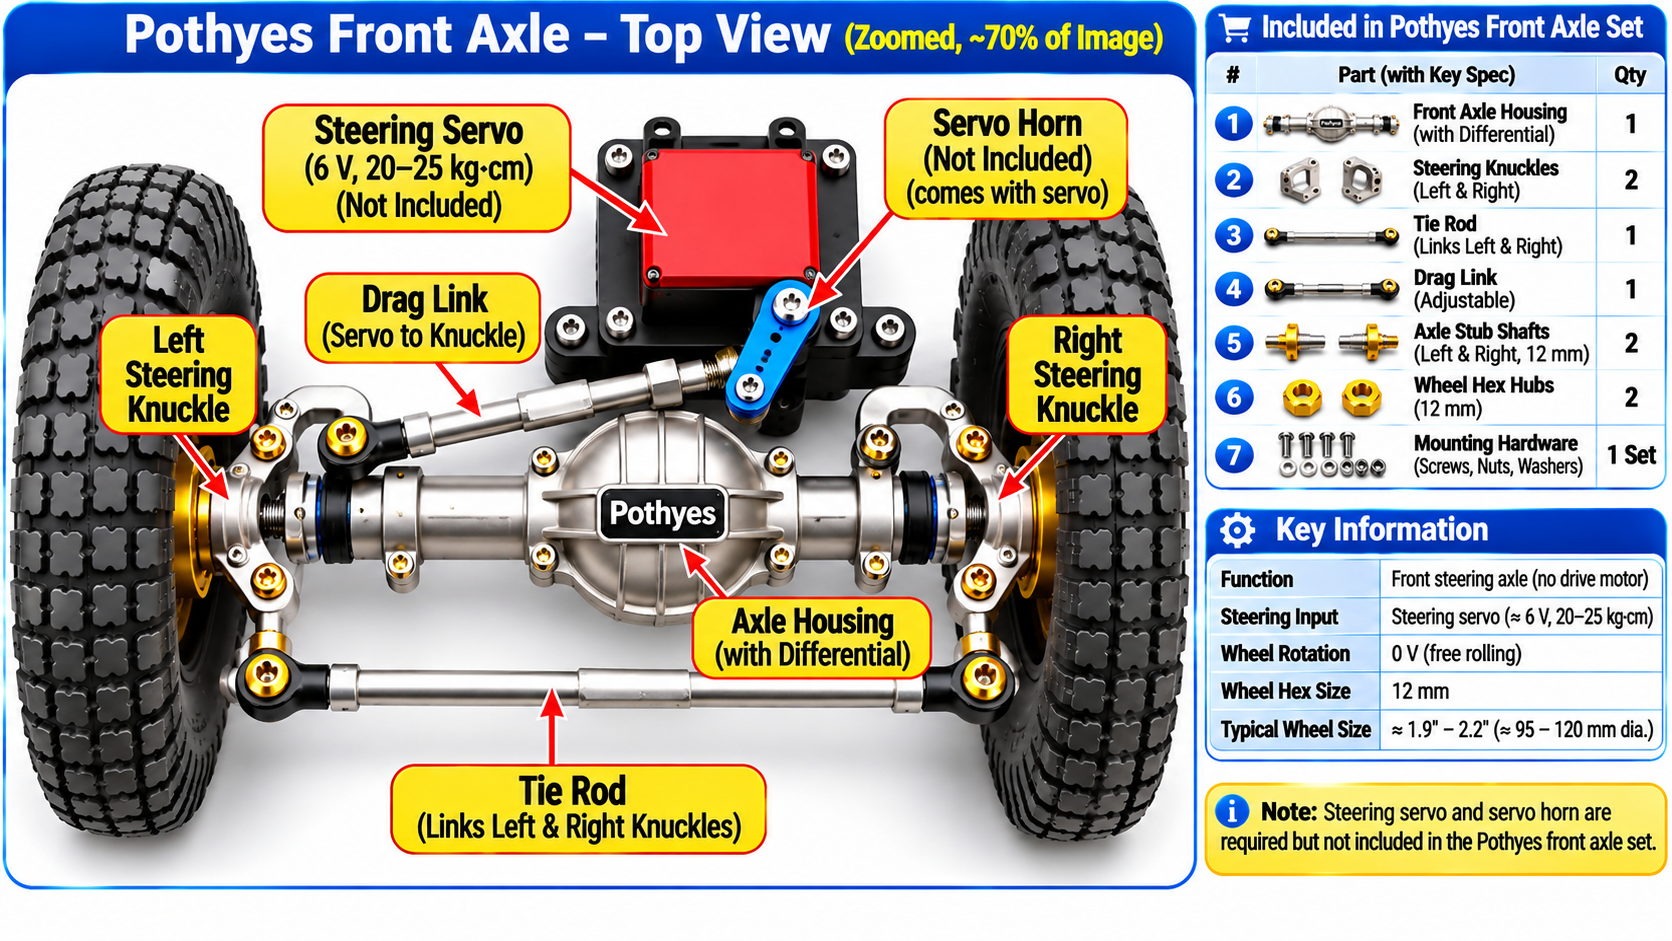 Pothyes Front Axle – Top View (Zoomed, ~70% of Image)
Steering Servo
(6 V, 20–25 kg·cm)
(Not Included)
Servo Horn
(Not Included)
(comes with servo)
Drag Link
(Servo to Knuckle)
Left
Steering
Knuckle
Right
Steering
Knuckle
Pothyes
Axle Housing
(with Differential)
Tie Rod
(Links Left & Right Knuckles)
Included in Pothyes Front Axle Set
# Part (with Key Spec) Qty
1 Front Axle Housing 1
(with Differential)
2 Steering Knuckles 2
(Left & Right)
3 Tie Rod 1
(Links Left & Right)
4 Drag Link 1
(Adjustable)
5 Axle Stub Shafts 2
(Left & Right, 12 mm)
6 Wheel Hex Hubs 2
(12 mm)
7 Mounting Hardware 1 Set
(Screws, Nuts, Washers)
Pothyes
Key Information
Function Front steering axle (no drive motor)
Steering Input Steering servo (≈ 6 V, 20–25 kg·cm)
Wheel Rotation 0 V (free rolling)
Wheel Hex Size 12 mm
Typical Wheel Size ≈ 1.9" – 2.2" (≈ 95 – 120 mm dia.)
i Note: Steering servo and servo horn are
required but not included in the Pothyes front axle set.